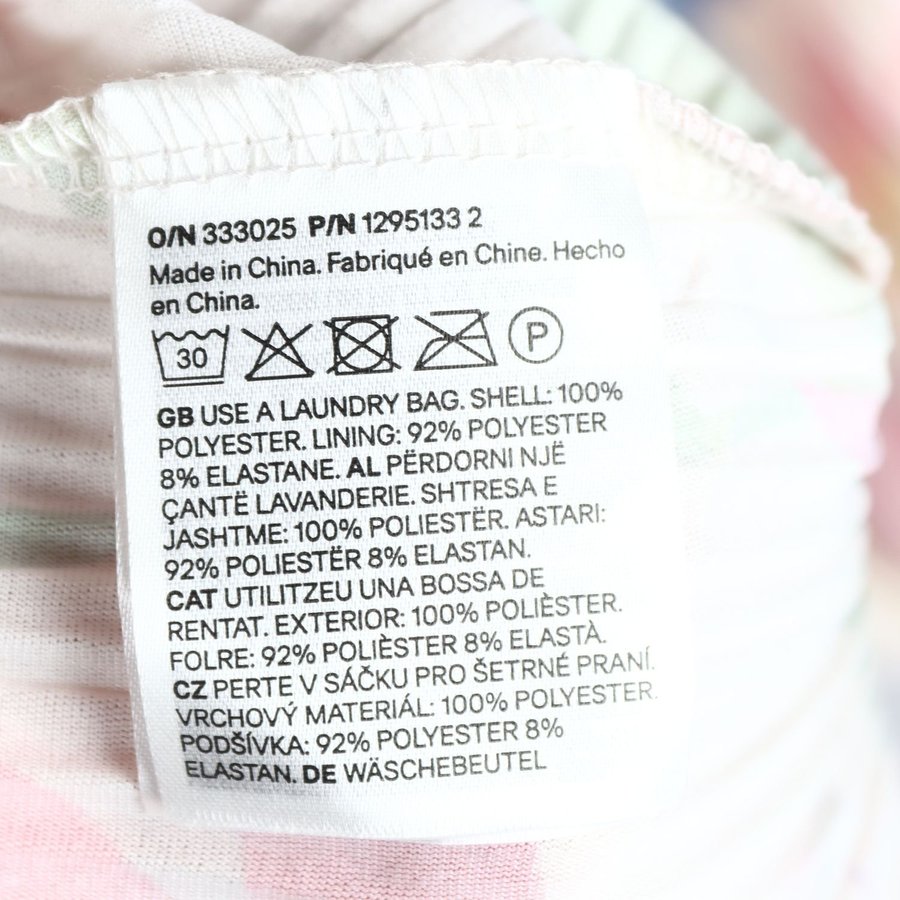 O/N 333025 P/N 1295133 2
Made in China. Fabriqué en Chine. Hecho
en China.
30 P
GB USE A LAUNDRY BAG. SHELL: 100%
POLYESTER. LINING: 92% POLYESTER
8% ELASTANE. AL PËRDORNI NJË
ÇANTË LAVANDERIE. SHTRESA E
JASHTME: 100% POLIESTËR. ASTARI:
92% POLIESTËR 8% ELASTAN.
CAT UTILITZEU UNA BOSSA DE
RENTAT. EXTERIOR: 100% POLIÈSTER.
FOLRE: 92% POLIÈSTER 8% ELASTÀ.
CZ PERTE V SÁČKU PRO ŠETRNÉ PRANÍ.
VRCHOVÝ MATERIÁL: 100% POLYESTER.
PODŠÍVKA: 92% POLYESTER 8%
ELASTAN. DE WÄSCHEBEUTEL